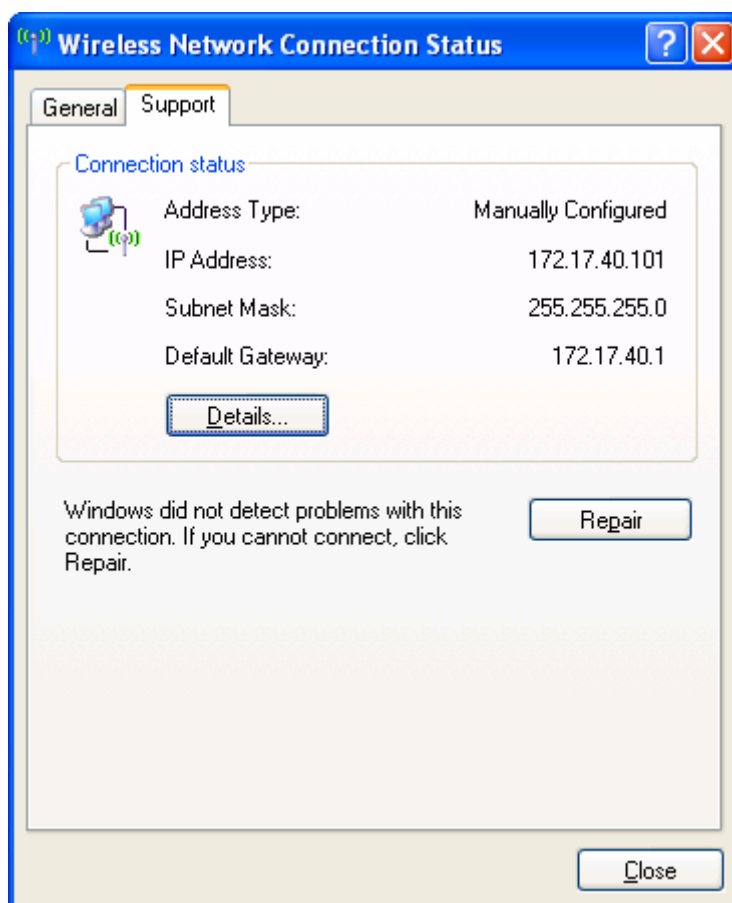 Wireless Network Connection Status
General
Support
Connection status
Address Type: Manually Configured
IP Address: 172.17.40.101
Subnet Mask: 255.255.255.0
Default Gateway: 172.17.40.1
Details...
Windows did not detect problems with this
connection. If you cannot connect, click
Repair.
Repair
Close